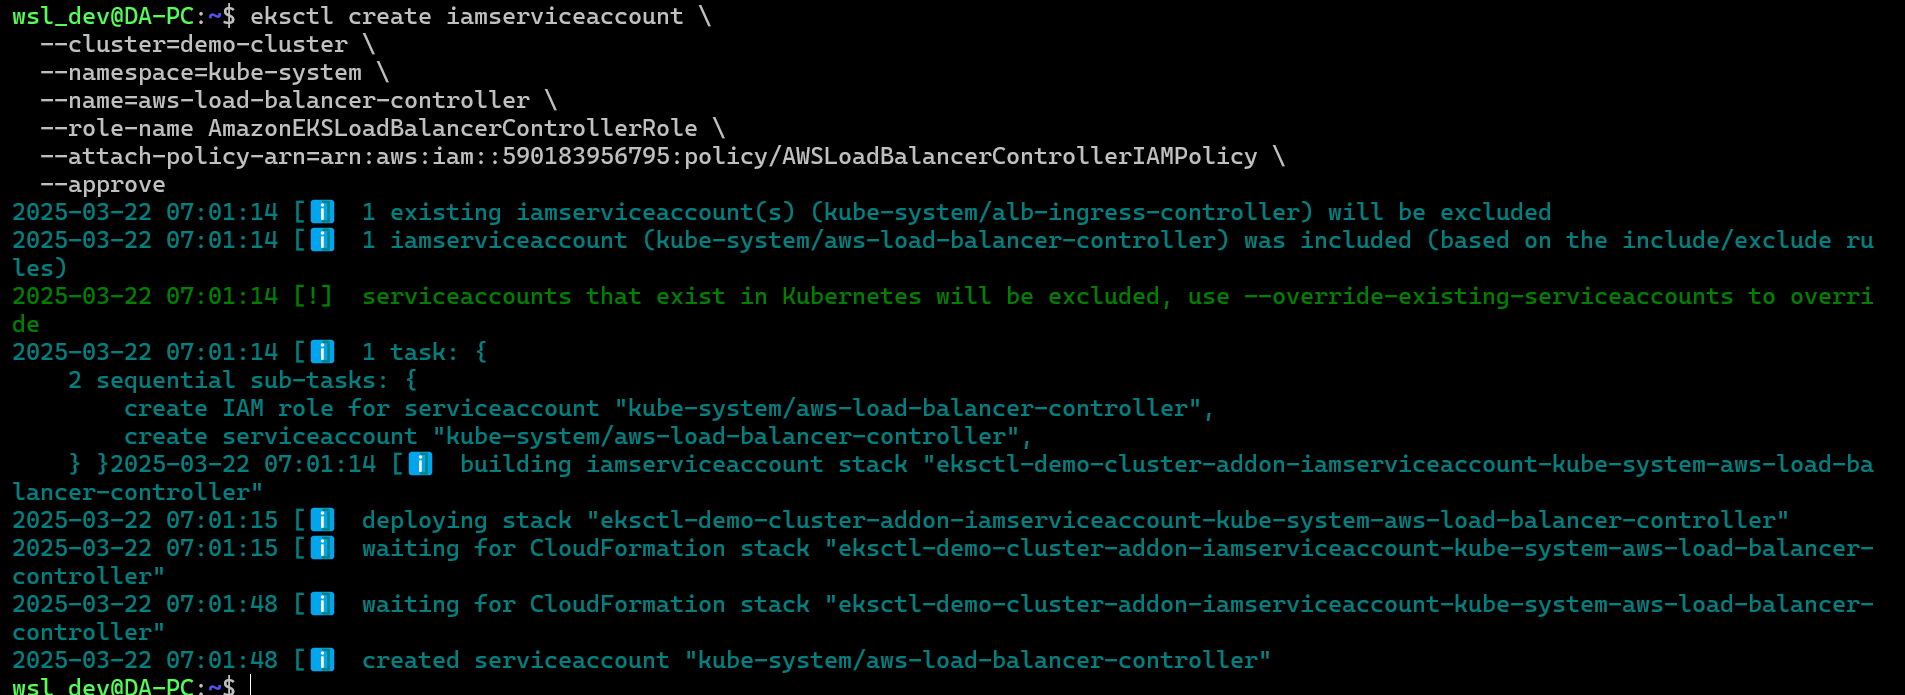 wsl_dev@DA-PC:~$ eksctl create iamserviceaccount \
  --cluster=demo-cluster \
  --namespace=kube-system \
  --name=aws-load-balancer-controller \
  --role-name AmazonEKSLoadBalancerControllerRole \
  --attach-policy-arn=arn:aws:iam::590183956795:policy/AWSLoadBalancerControllerIAMPolicy \
  --approve
2025-03-22 07:01:14 [ℹ]  1 existing iamserviceaccount(s) (kube-system/alb-ingress-controller) will be excluded
2025-03-22 07:01:14 [ℹ]  1 iamserviceaccount (kube-system/aws-load-balancer-controller) was included (based on the include/exclude ru
les)
2025-03-22 07:01:14 [!]  serviceaccounts that exist in Kubernetes will be excluded, use --override-existing-serviceaccounts to overri
de
2025-03-22 07:01:14 [ℹ]  1 task: {
    2 sequential sub-tasks: {
        create IAM role for serviceaccount "kube-system/aws-load-balancer-controller",
        create serviceaccount "kube-system/aws-load-balancer-controller",
    } }2025-03-22 07:01:14 [ℹ]  building iamserviceaccount stack "eksctl-demo-cluster-addon-iamserviceaccount-kube-system-aws-load-ba
lancer-controller"
2025-03-22 07:01:15 [ℹ]  deploying stack "eksctl-demo-cluster-addon-iamserviceaccount-kube-system-aws-load-balancer-controller"
2025-03-22 07:01:15 [ℹ]  waiting for CloudFormation stack "eksctl-demo-cluster-addon-iamserviceaccount-kube-system-aws-load-balancer-
controller"
2025-03-22 07:01:48 [ℹ]  waiting for CloudFormation stack "eksctl-demo-cluster-addon-iamserviceaccount-kube-system-aws-load-balancer-
controller"
2025-03-22 07:01:48 [ℹ]  created serviceaccount "kube-system/aws-load-balancer-controller"
wsl_dev@DA-PC:~$